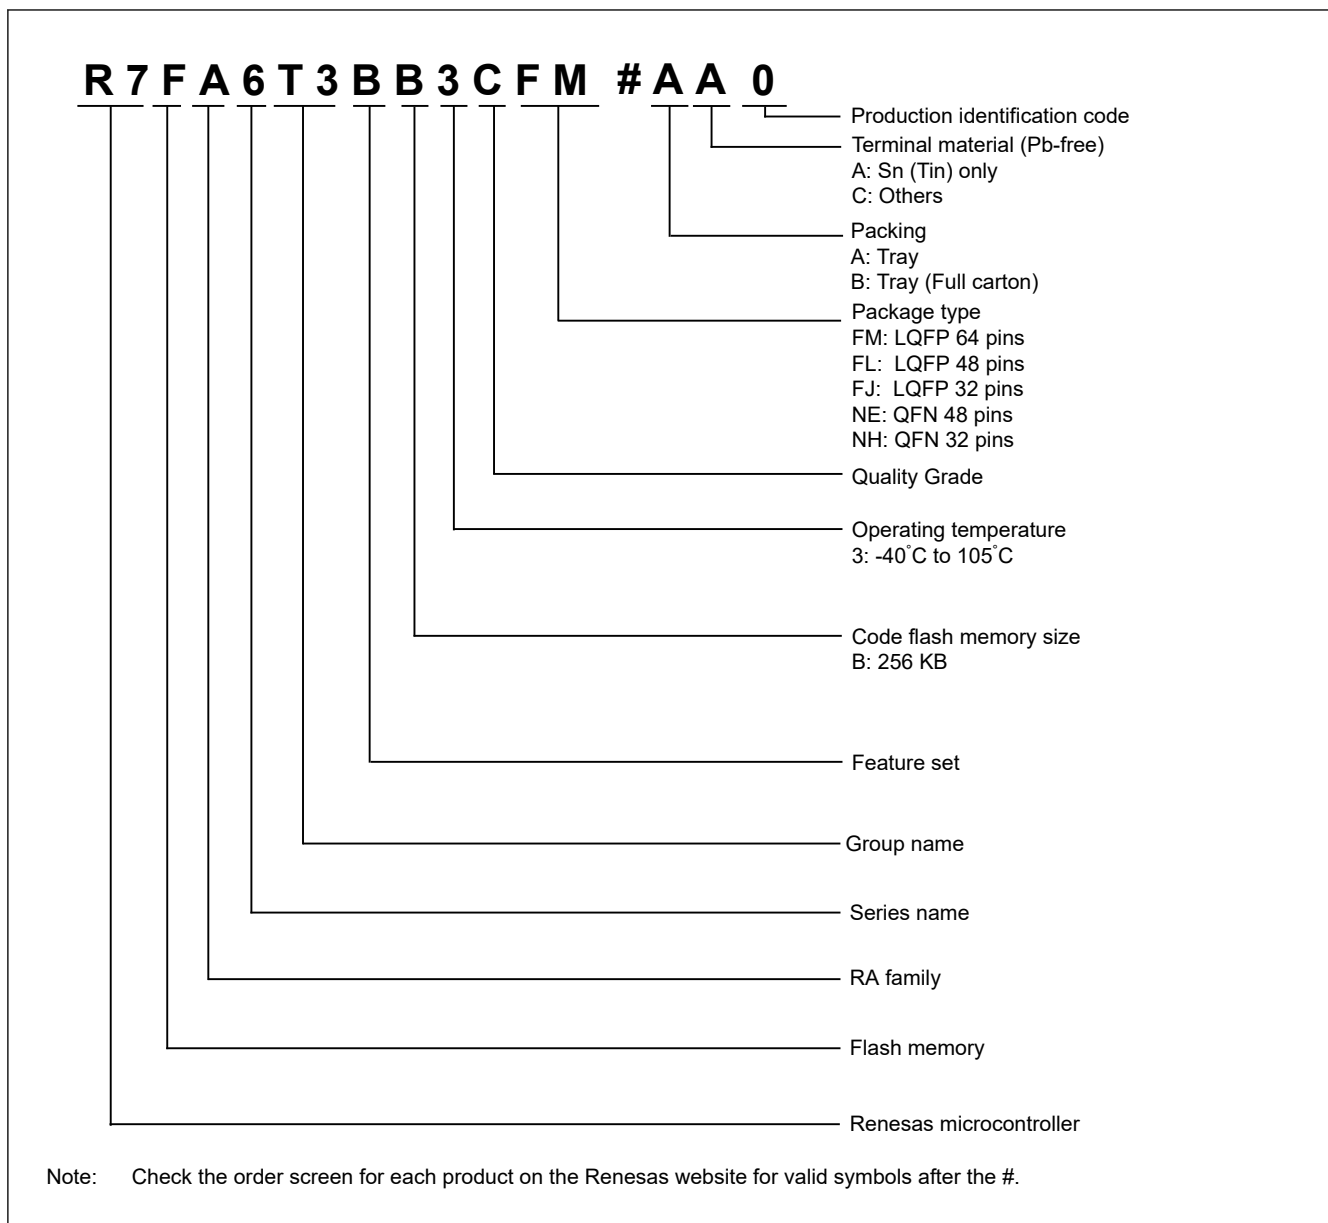 R7FA6T3BB3CFM #AA0
Production identification code
Terminal material (Pb-free)
A: Sn (Tin) only
C: Others
Packing
A: Tray
B: Tray (Full carton)
Package type
FM: LQFP 64 pins
FL: LQFP 48 pins
FJ: LQFP 32 pins
NE: QFN 48 pins
NH: QFN 32 pins
Quality Grade
Operating temperature
3: -40°C to 105°C
Code flash memory size
B: 256 KB
Feature set
Group name
Series name
RA family
Flash memory
Renesas microcontroller
Note: Check the order screen for each product on the Renesas website for valid symbols after the #.